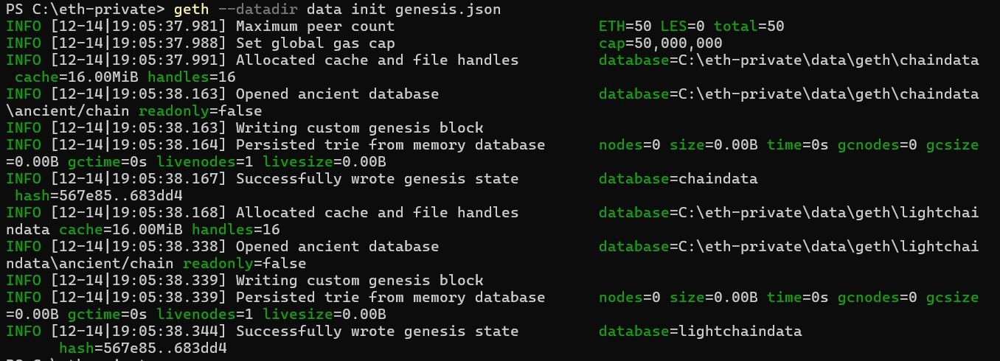 PS C:\eth-private> geth --datadir data init genesis.json
INFO [12-14|19:05:37.981] Maximum peer count ETH=50 LES=0 total=50
INFO [12-14|19:05:37.988] Set global gas cap cap=50,000,000
INFO [12-14|19:05:37.991] Allocated cache and file handles database=C:\eth-private\data\geth\chaindata
cache=16.00MiB handles=16
INFO [12-14|19:05:38.163] Opened ancient database database=C:\eth-private\data\geth\chaindata
\ancient/chain readonly=false
INFO [12-14|19:05:38.163] Writing custom genesis block
INFO [12-14|19:05:38.164] Persisted trie from memory database nodes=0 size=0.00B time=0s gcnodes=0 gcsize
=0.00B gctime=0s livenodes=1 livesize=0.00B
INFO [12-14|19:05:38.167] Successfully wrote genesis state database=chaindata
hash=567e85..683dd4
INFO [12-14|19:05:38.168] Allocated cache and file handles database=C:\eth-private\data\geth\lightchai
ndata cache=16.00MiB handles=16
INFO [12-14|19:05:38.338] Opened ancient database database=C:\eth-private\data\geth\lightchai
ndata\ancient/chain readonly=false
INFO [12-14|19:05:38.339] Writing custom genesis block
INFO [12-14|19:05:38.339] Persisted trie from memory database nodes=0 size=0.00B time=0s gcnodes=0 gcsize
=0.00B gctime=0s livenodes=1 livesize=0.00B
INFO [12-14|19:05:38.344] Successfully wrote genesis state database=lightchaindata
hash=567e85..683dd4